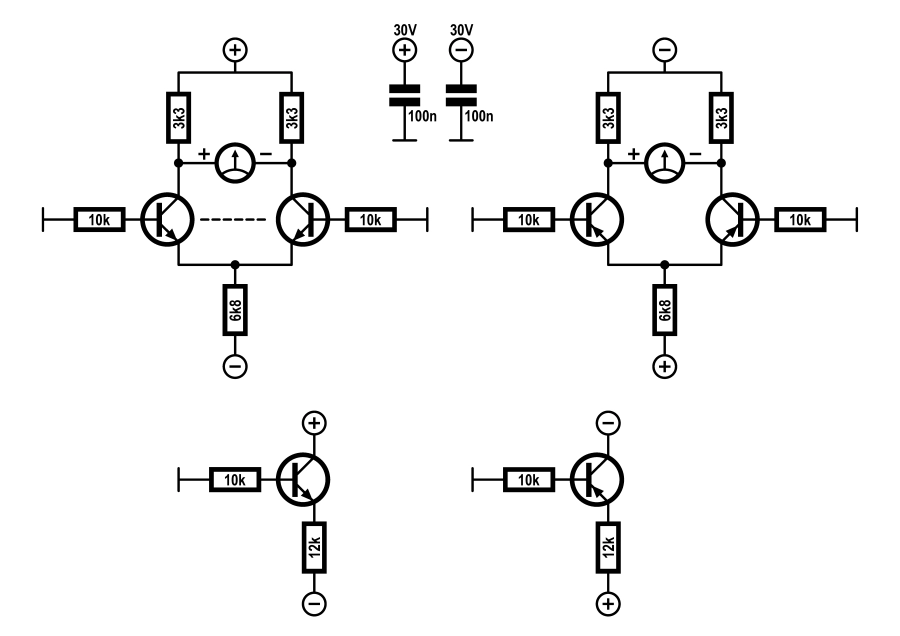 30V 30V
+ + − −
3k3 3k3 100n 100n 3k3 3k3
+ − + −
10k 10k 10k 10k
6k8 6k8
− +
+ −
10k 10k
12k 12k
− +